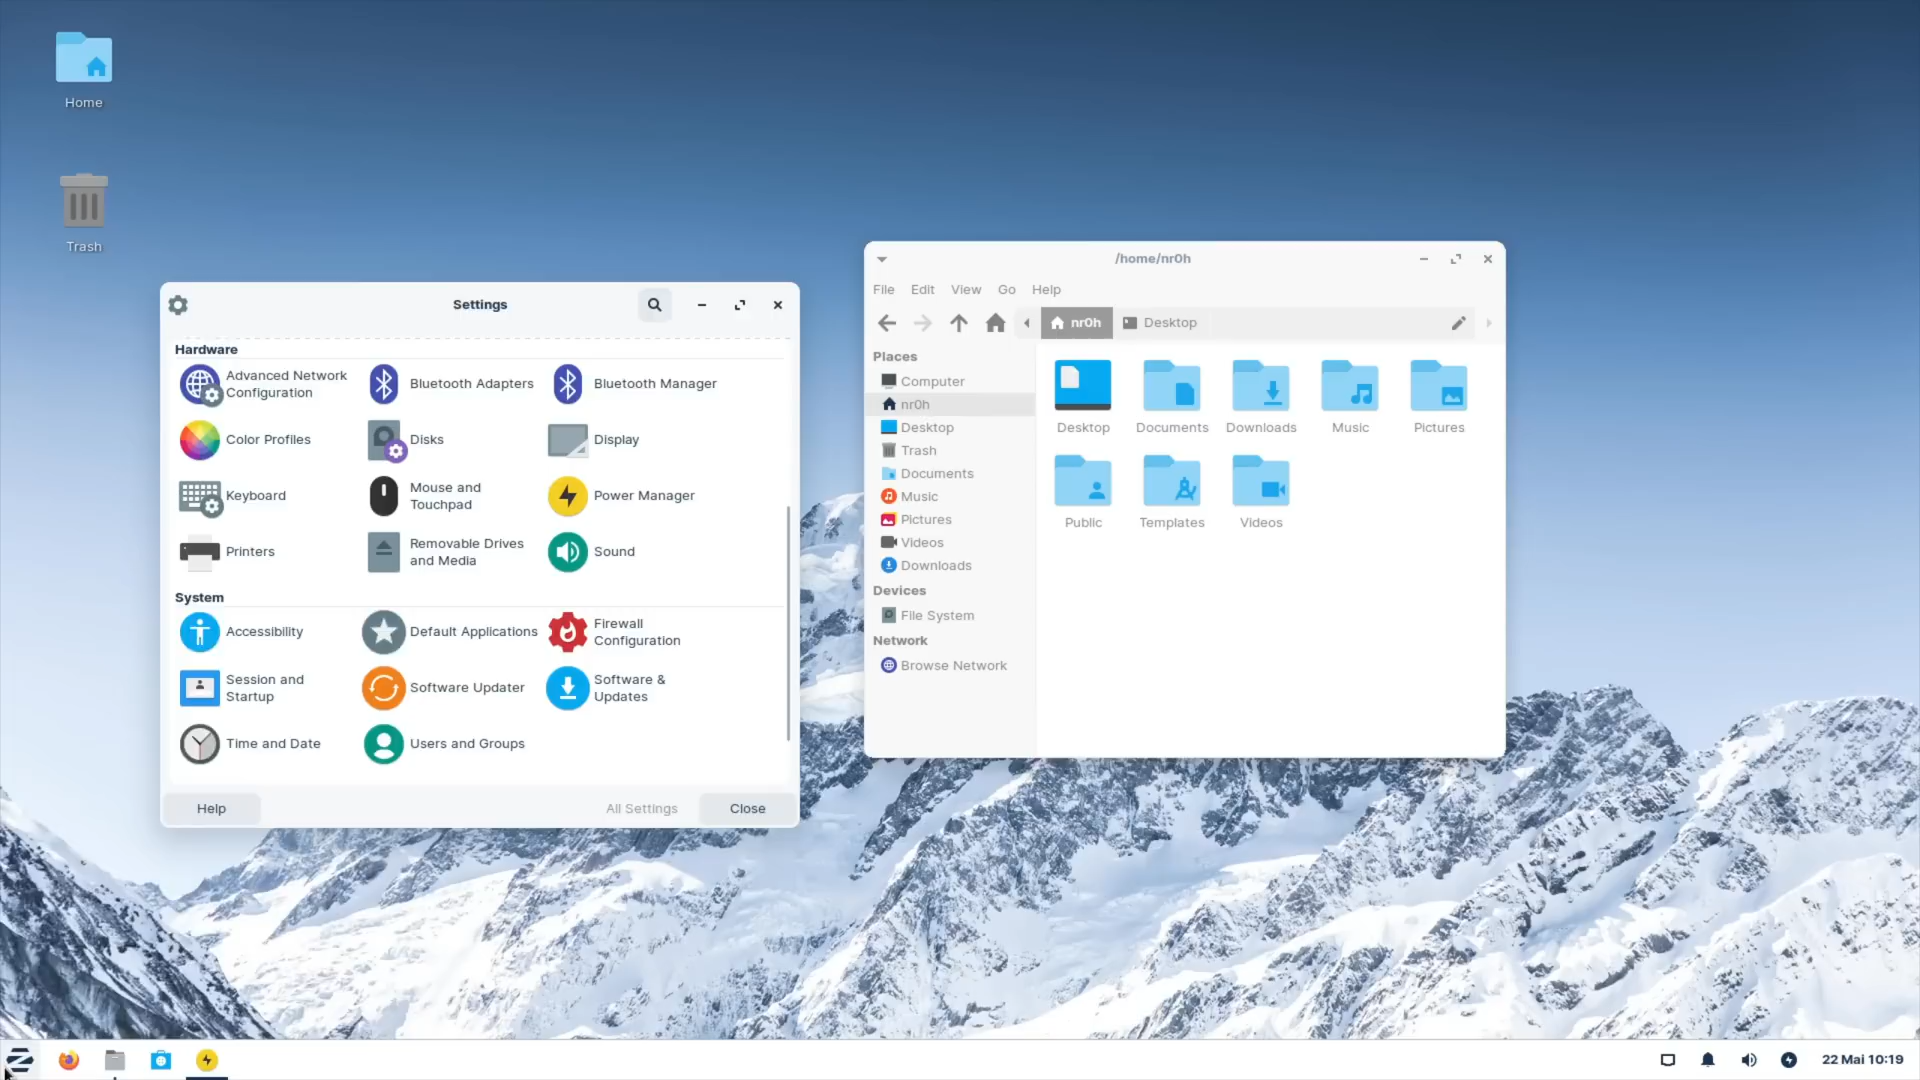 Home
Trash
Settings
Hardware
Advanced Network
Configuration
Bluetooth Adapters
Bluetooth Manager
Color Profiles
Disks
Display
Keyboard
Mouse and
Touchpad
Power Manager
Printers
Removable Drives
and Media
Sound
System
Accessibility
Default Applications
Firewall
Configuration
Session and
Startup
Software Updater
Software &
Updates
Time and Date
Users and Groups
Help
All Settings
Close
/home/nr0h
File Edit View Go Help
nr0h
Desktop
Places
Computer
nr0h
Desktop
Trash
Documents
Music
Pictures
Videos
Downloads
Devices
File System
Network
Browse Network
Desktop
Documents
Downloads
Music
Pictures
Public
Templates
Videos
22 Mai 10:19